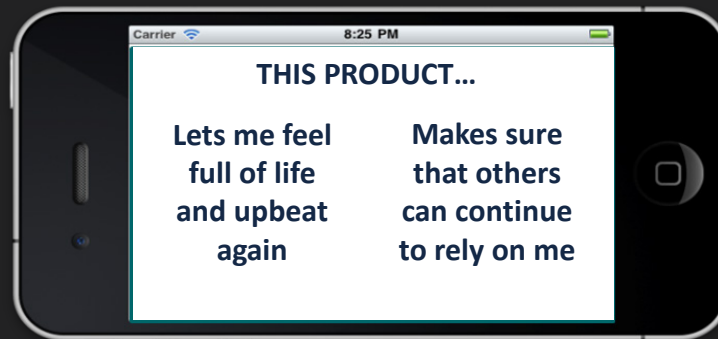 Carrier 8:25 PM
THIS PRODUCT...
Lets me feel
full of life
and upbeat
again
Makes sure
that others
can continue
to rely on me